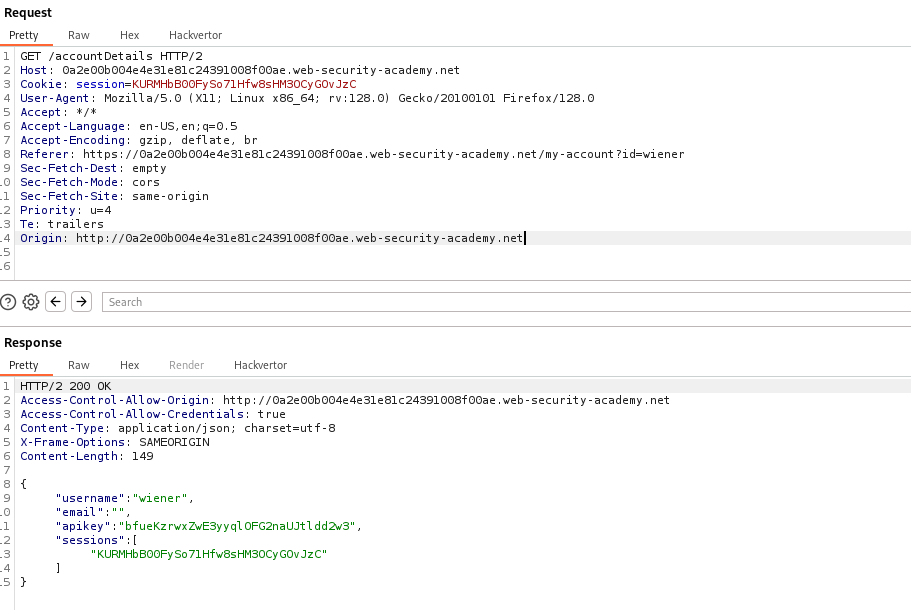 Request
Pretty Raw Hex Hackvertor
1 GET /accountDetails HTTP/2
2 Host: 0a2e00b004e4e31e81c24391008f00ae.web-security-academy.net
3 Cookie: session=KURMHbB00FySo71Hfw8sHM3OCyGOvJzC
4 User-Agent: Mozilla/5.0 (X11; Linux x86_64; rv:128.0) Gecko/20100101 Firefox/128.0
5 Accept: */*
6 Accept-Language: en-US,en;q=0.5
7 Accept-Encoding: gzip, deflate, br
8 Referer: https://0a2e00b004e4e31e81c24391008f00ae.web-security-academy.net/my-account?id=wiener
9 Sec-Fetch-Dest: empty
10 Sec-Fetch-Mode: cors
11 Sec-Fetch-Site: same-origin
12 Priority: u=4
13 Te: trailers
14 Origin: http://0a2e00b004e4e31e81c24391008f00ae.web-security-academy.net
15
16
Search
Response
Pretty Raw Hex Render Hackvertor
1 HTTP/2 200 OK
2 Access-Control-Allow-Origin: http://0a2e00b004e4e31e81c24391008f00ae.web-security-academy.net
3 Access-Control-Allow-Credentials: true
4 Content-Type: application/json; charset=utf-8
5 X-Frame-Options: SAMEORIGIN
6 Content-Length: 149
7
8 {
9 "username":"wiener",
10 "email":"",
11 "apikey":"bfueKzrwxZwE3yyqlOFG2naUJtldd2w3",
12 "sessions":[
13 "KURMHbB00FySo71Hfw8sHM3OCyGOvJzC"
14 ]
15 }